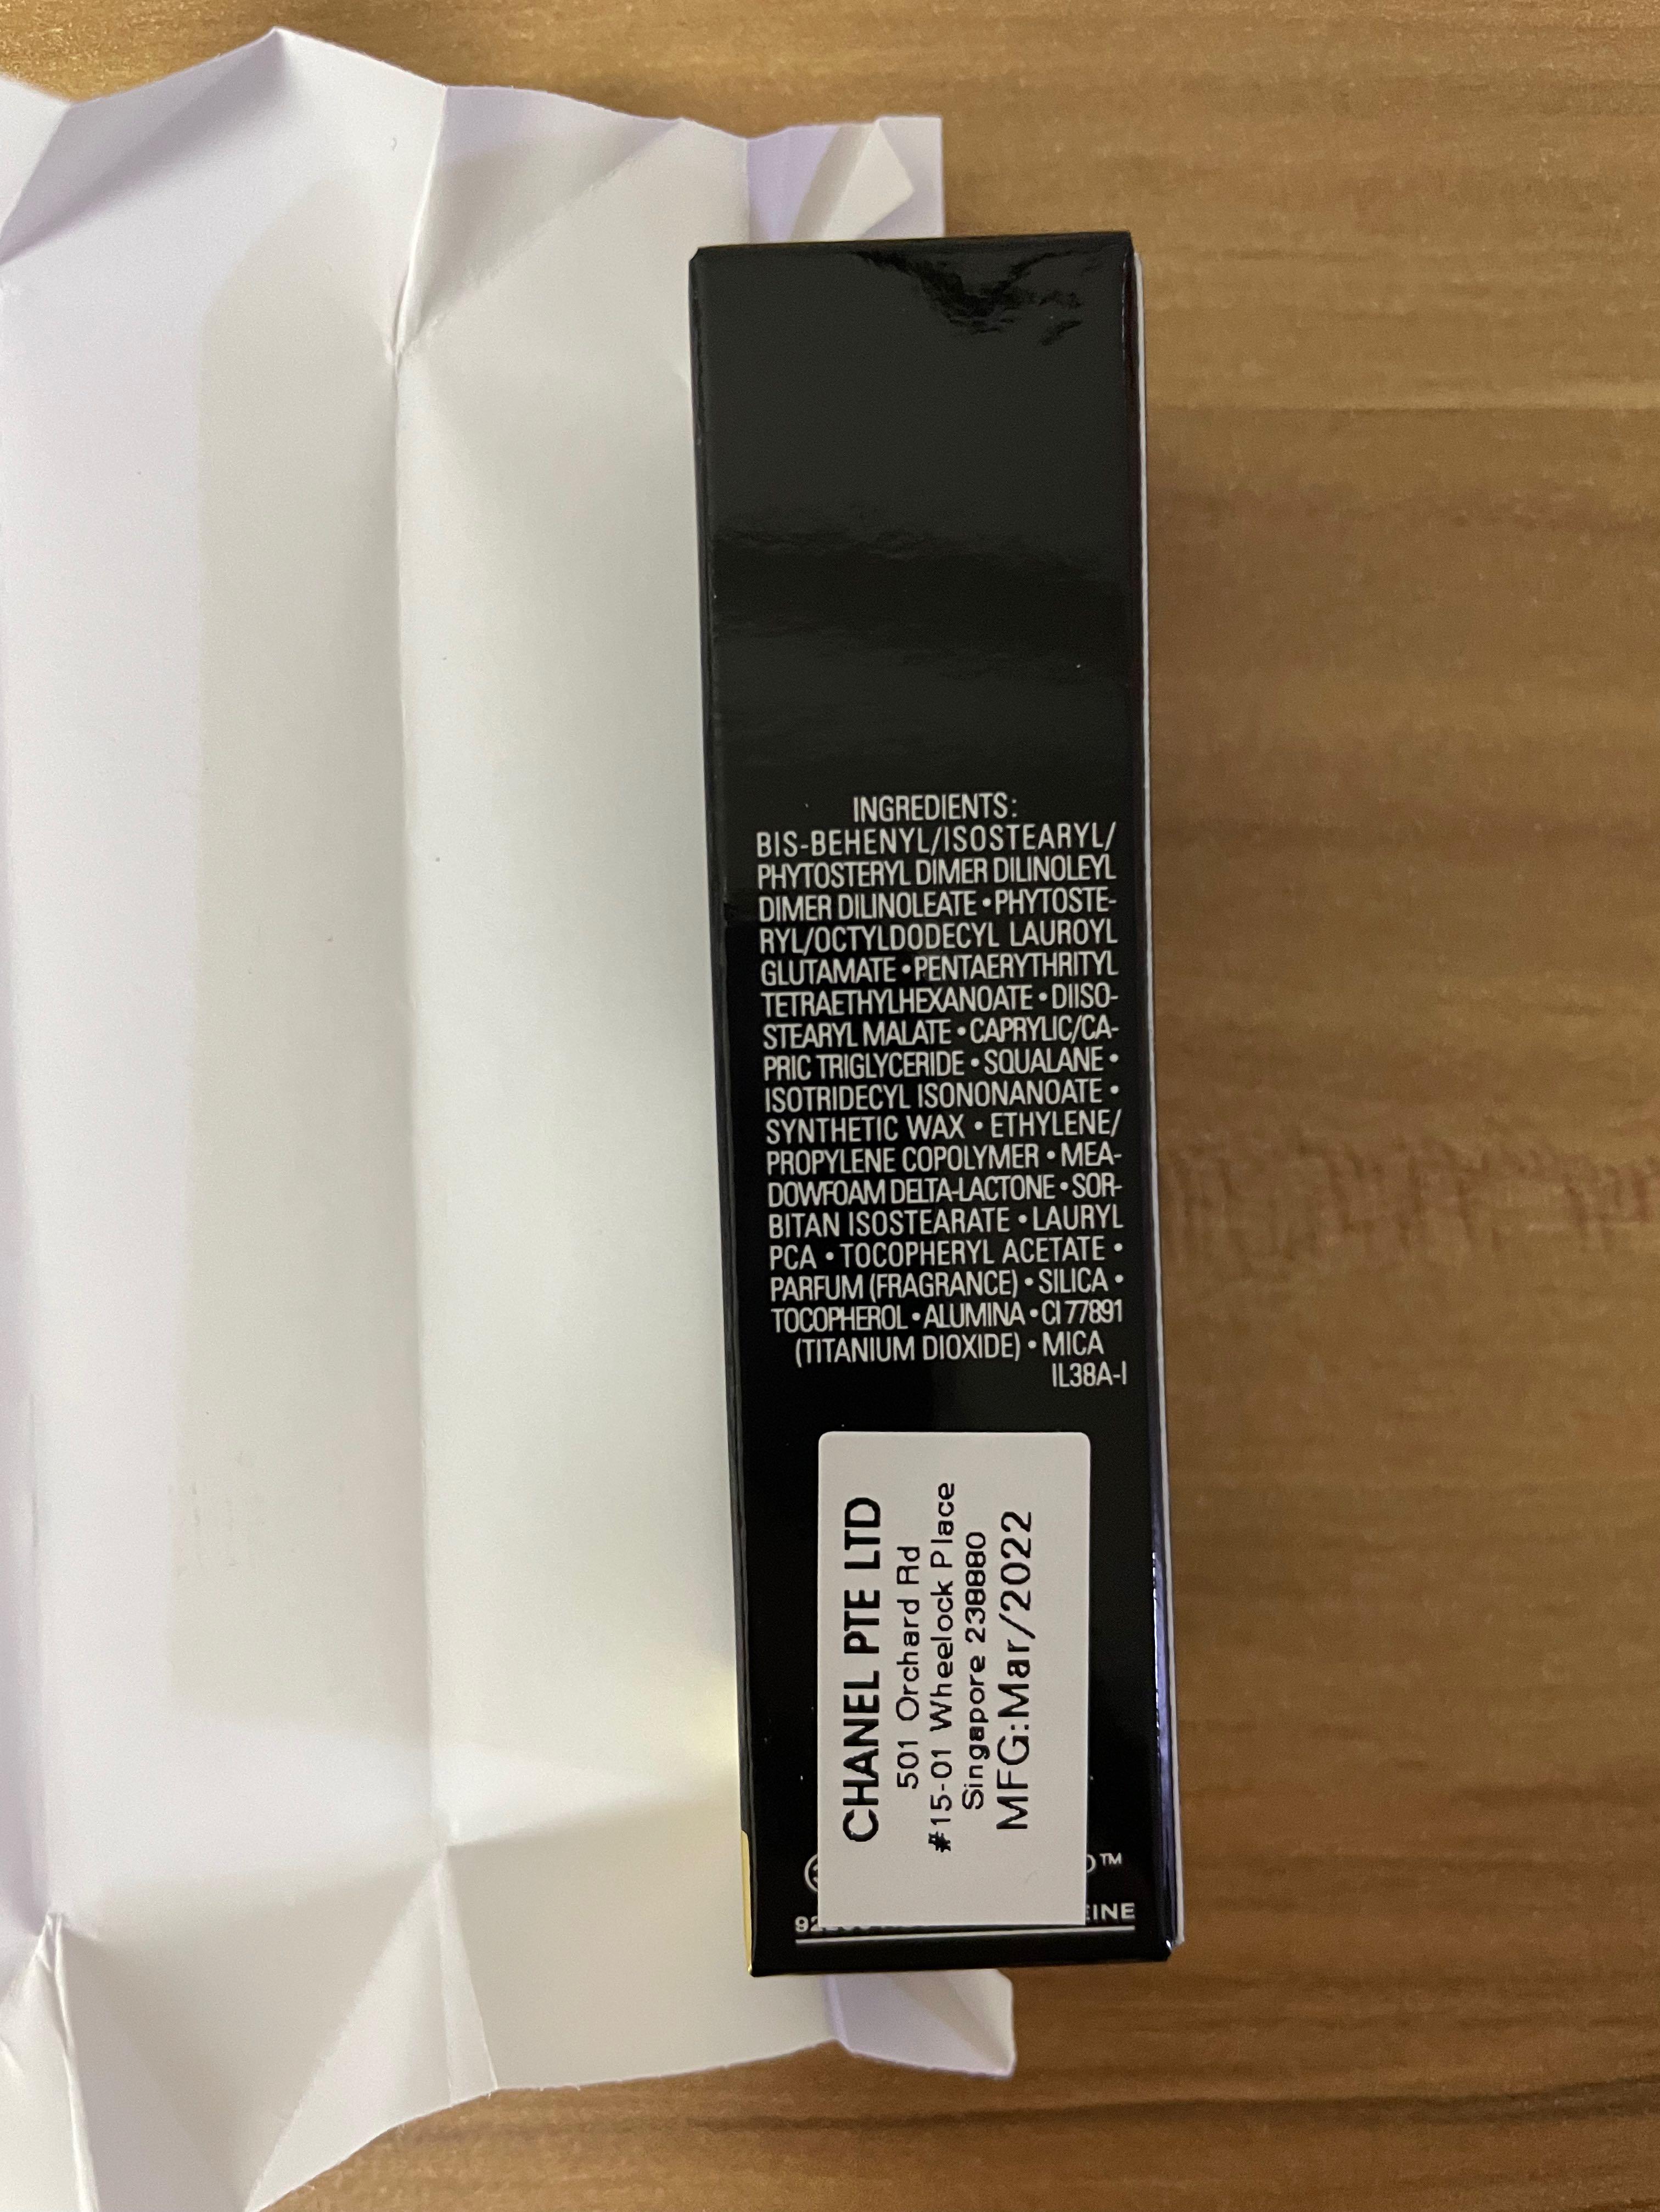 INGREDIENTS:
BIS-BEHENYL/ISOSTEARYL/
PHYTOSTERYL DIMER DILINOLEYL
DIMER DILINOLEATE • PHYTOSTE-
RYL/OCTYLDODECYL LAUROYL
GLUTAMATE • PENTAERYTHRITYL
TETRAETHYLHEXANOATE • DIISO-
STEARYL MALATE • CAPRYLIC/CA-
PRIC TRIGLYCERIDE • SQUALANE •
ISOTRIDECYL ISONONANOATE •
SYNTHETIC WAX • ETHYLENE/
PROPYLENE COPOLYMER • MEA-
DOWFOAM DELTA-LACTONE • SOR-
BITAN ISOSTEARATE • LAURYL
PCA • TOCOPHERYL ACETATE •
PARFUM (FRAGRANCE) • SILICA •
TOCOPHEROL • ALUMINA • CI 77891
(TITANIUM DIOXIDE) • MICA
IL38A-I
CHANEL PTE LTD
501 Orchard Rd
#15-01 Wheelock Place
Singapore 238880
MFG:Mar/2022
TM